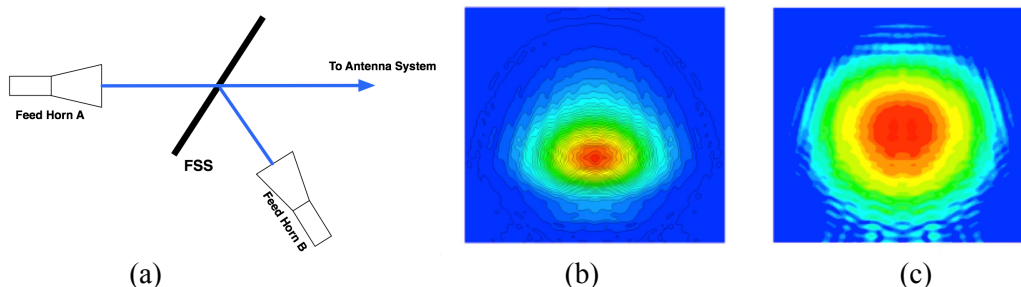 To Antenna System
Feed Horn A
FSS
Feed Horn B
(a)
(b)
(c)